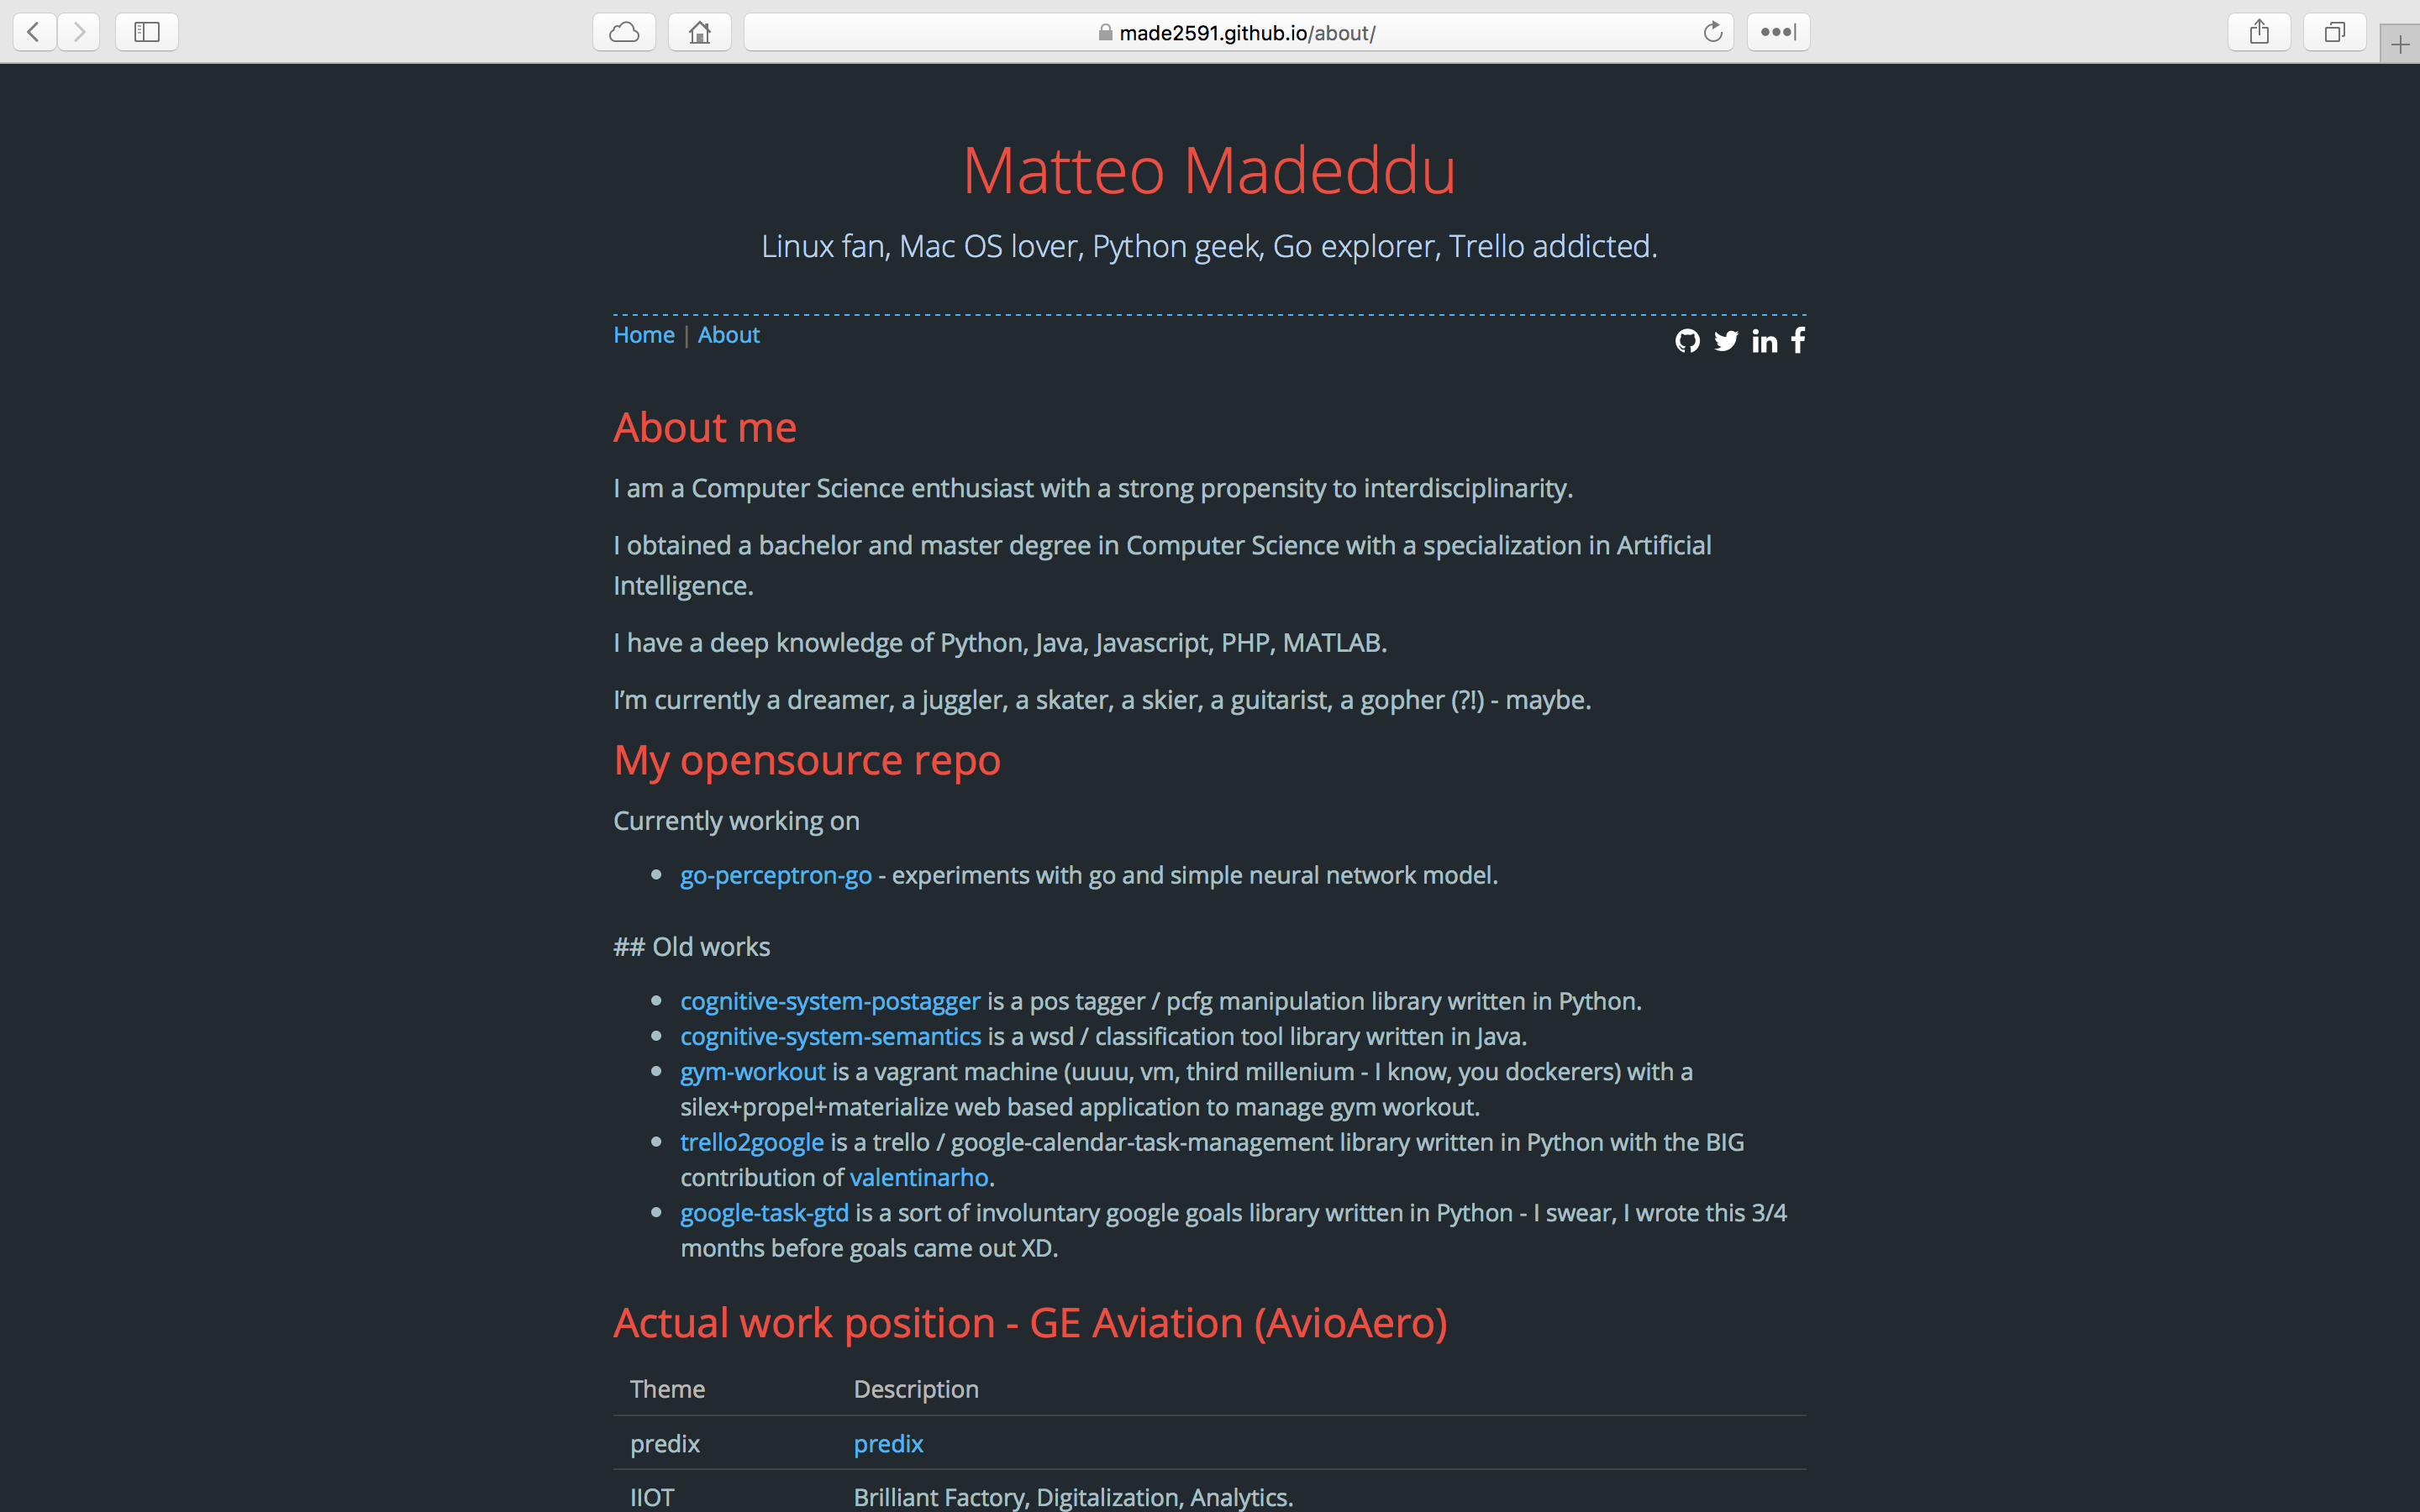 made2591.github.io/about/
Matteo Madeddu
Linux fan, Mac OS lover, Python geek, Go explorer, Trello addicted.
Home | About
About me
I am a Computer Science enthusiast with a strong propensity to interdisciplinarity.
I obtained a bachelor and master degree in Computer Science with a specialization in Artificial
Intelligence.
I have a deep knowledge of Python, Java, Javascript, PHP, MATLAB.
I’m currently a dreamer, a juggler, a skater, a skier, a guitarist, a gopher (?!) - maybe.
My opensource repo
Currently working on
• go-perceptron-go - experiments with go and simple neural network model.
## Old works
• cognitive-system-postagger is a pos tagger / pcfg manipulation library written in Python.
• cognitive-system-semantics is a wsd / classification tool library written in Java.
• gym-workout is a vagrant machine (uuuu, vm, third millenium - I know, you dockerers) with a
silex+propel+materialize web based application to manage gym workout.
• trello2google is a trello / google-calendar-task-management library written in Python with the BIG
contribution of valentinarho.
• google-task-gtd is a sort of involuntary google goals library written in Python - I swear, I wrote this 3/4
months before goals came out XD.
Actual work position - GE Aviation (AvioAero)
Theme Description
predix predix
IIOT Brilliant Factory, Digitalization, Analytics.